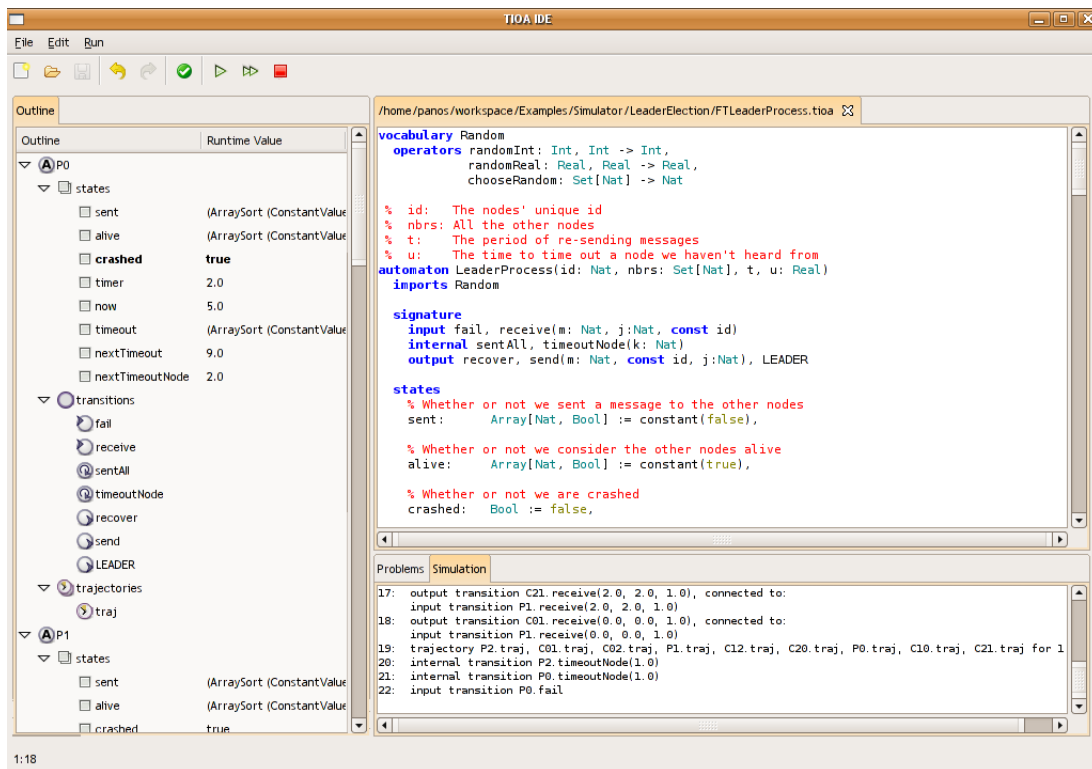 TIOA IDE
File Edit Run
Outline
Outline Runtime Value
P0
states
sent (ArraySort (ConstantValue
alive (ArraySort (ConstantValue
crashed true
timer 2.0
now 5.0
timeout (ArraySort (ConstantValue
nextTimeout 9.0
nextTimeoutNode 2.0
transitions
fail
receive
sentAll
timeoutNode
recover
send
LEADER
trajectories
traj
P1
states
sent (ArraySort (ConstantValue
alive (ArraySort (ConstantValue
crashed true
/home/panos/workspace/Examples/Simulator/LeaderElection/FTLeaderProcess.tioa
vocabulary Random
operators randomInt: Int, Int -> Int,
randomReal: Real, Real -> Real,
chooseRandom: Set[Nat] -> Nat
% id: The nodes' unique id
% nbrs: All the other nodes
% t: The period of re-sending messages
% u: The time to time out a node we haven't heard from
automaton LeaderProcess(id: Nat, nbrs: Set[Nat], t, u: Real)
imports Random
signature
input fail, receive(m: Nat, j:Nat, const id)
internal sentAll, timeoutNode(k: Nat)
output recover, send(m: Nat, const id, j:Nat), LEADER
states
% Whether or not we sent a message to the other nodes
sent: Array[Nat, Bool] := constant(false),
% Whether or not we consider the other nodes alive
alive: Array[Nat, Bool] := constant(true),
% Whether or not we are crashed
crashed: Bool := false,
Problems Simulation
17: output transition C21.receive(2.0, 2.0, 1.0), connected to:
input transition P1.receive(2.0, 2.0, 1.0)
18: output transition C01.receive(0.0, 0.0, 1.0), connected to:
input transition P1.receive(0.0, 0.0, 1.0)
19: trajectory P2.traj, C01.traj, C02.traj, P1.traj, C12.traj, C20.traj, P0.traj, C10.traj, C21.traj for 1
20: internal transition P2.timeoutNode(1.0)
21: internal transition P0.timeoutNode(1.0)
22: input transition P0.fail
1:18